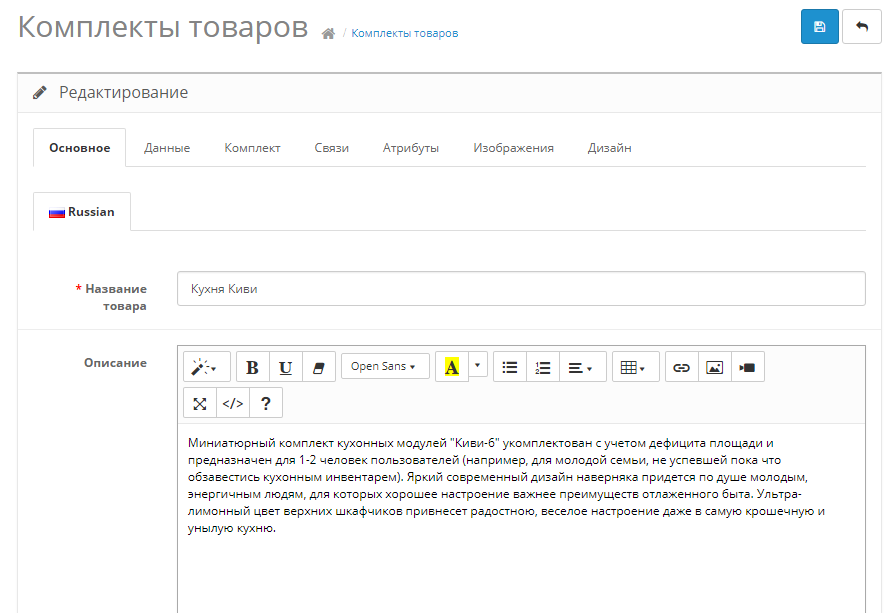 Комплекты товаров / Комплекты товаров
Редактирование
Основное Данные Комплект Связи Атрибуты Изображения Дизайн
Russian
* Название товара
Кухня Киви
Описание
B U Open Sans A
</> ?
Миниатюрный комплект кухонных модулей "Киви-6" укомплектован с учетом дефицита площади и
предназначен для 1-2 человек пользователей (например, для молодой семьи, не успевшей пока что
обзавестись кухонным инвентарем). Яркий современный дизайн наверняка придется по душе молодым,
энергичным людям, для которых хорошее настроение важнее преимуществ отлаженного быта. Ультра-
лимонный цвет верхних шкафчиков привнесет радостною, веселое настроение даже в самую крошечную и
унылую кухню.